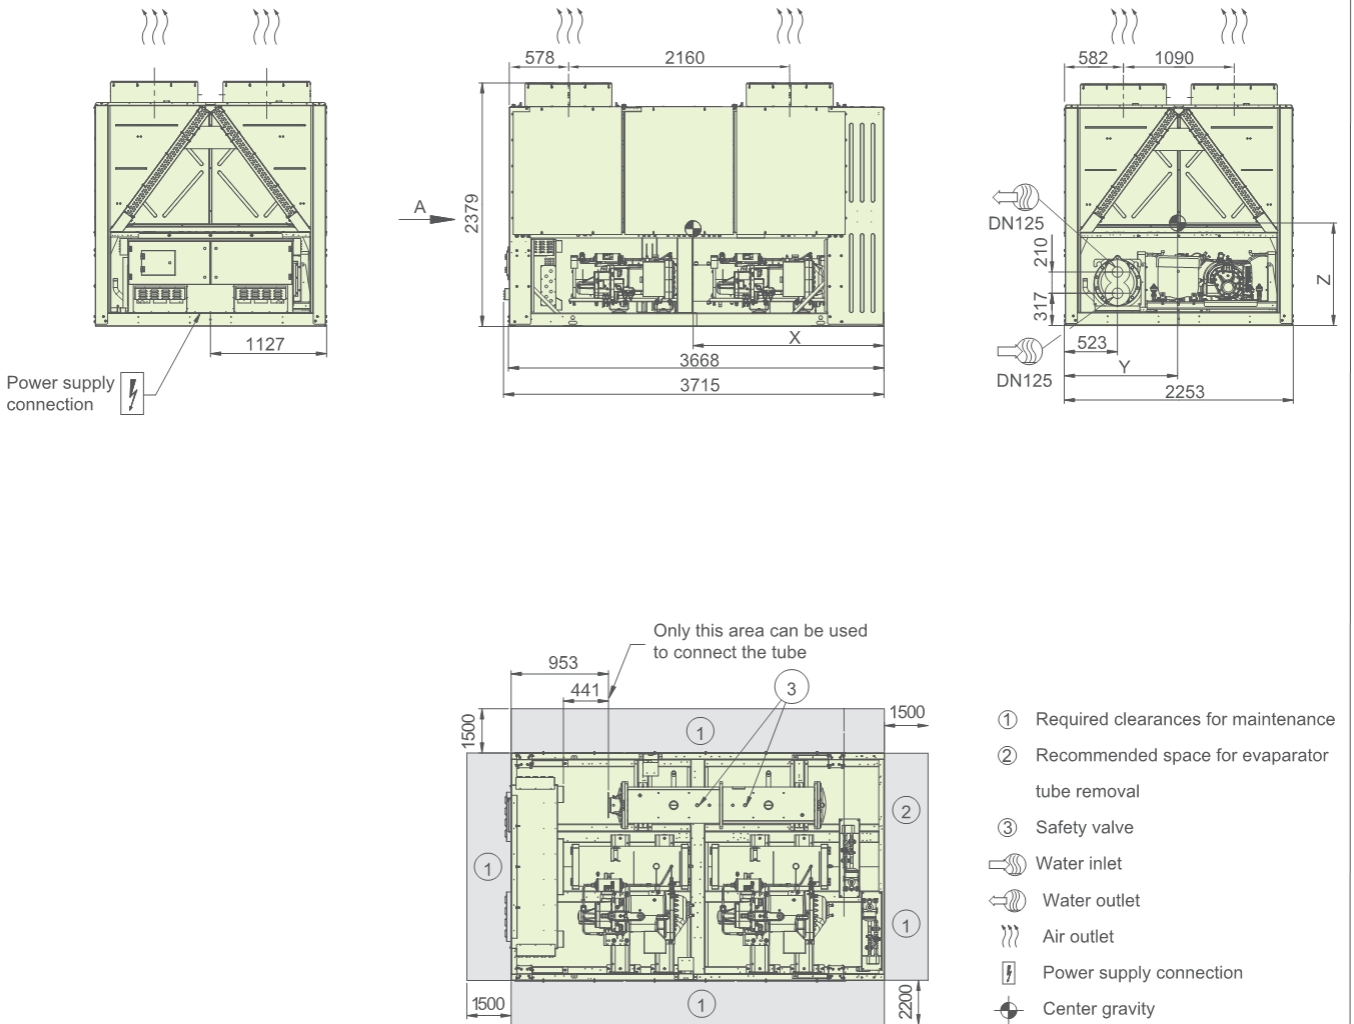 578
2160
582
1090
A
2379
DN125
210
317
Z
1127
X
3668
3715
523
Y
2253
DN125
Power supply
connection
Only this area can be used
to connect the tube
953
441
3
1500
1500
1
2
1
1
1500
1
2200
1 Required clearances for maintenance
2 Recommended space for evaparator
tube removal
3 Safety valve
Water inlet
Water outlet
Air outlet
Power supply connection
Center gravity